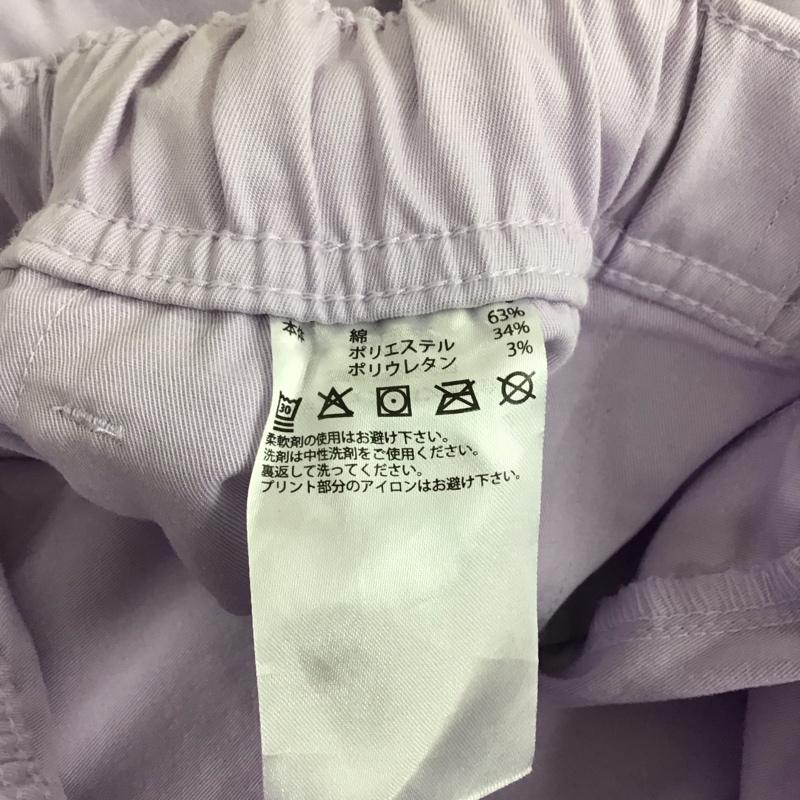 本体 綿 63%
ポリエステル 34%
ポリウレタン 3%
30
柔軟剤の使用はお避け下さい。
洗剤は中性洗剤をご使用ください。
裏返して洗ってください。
プリント部分のアイロンはお避け下さい。